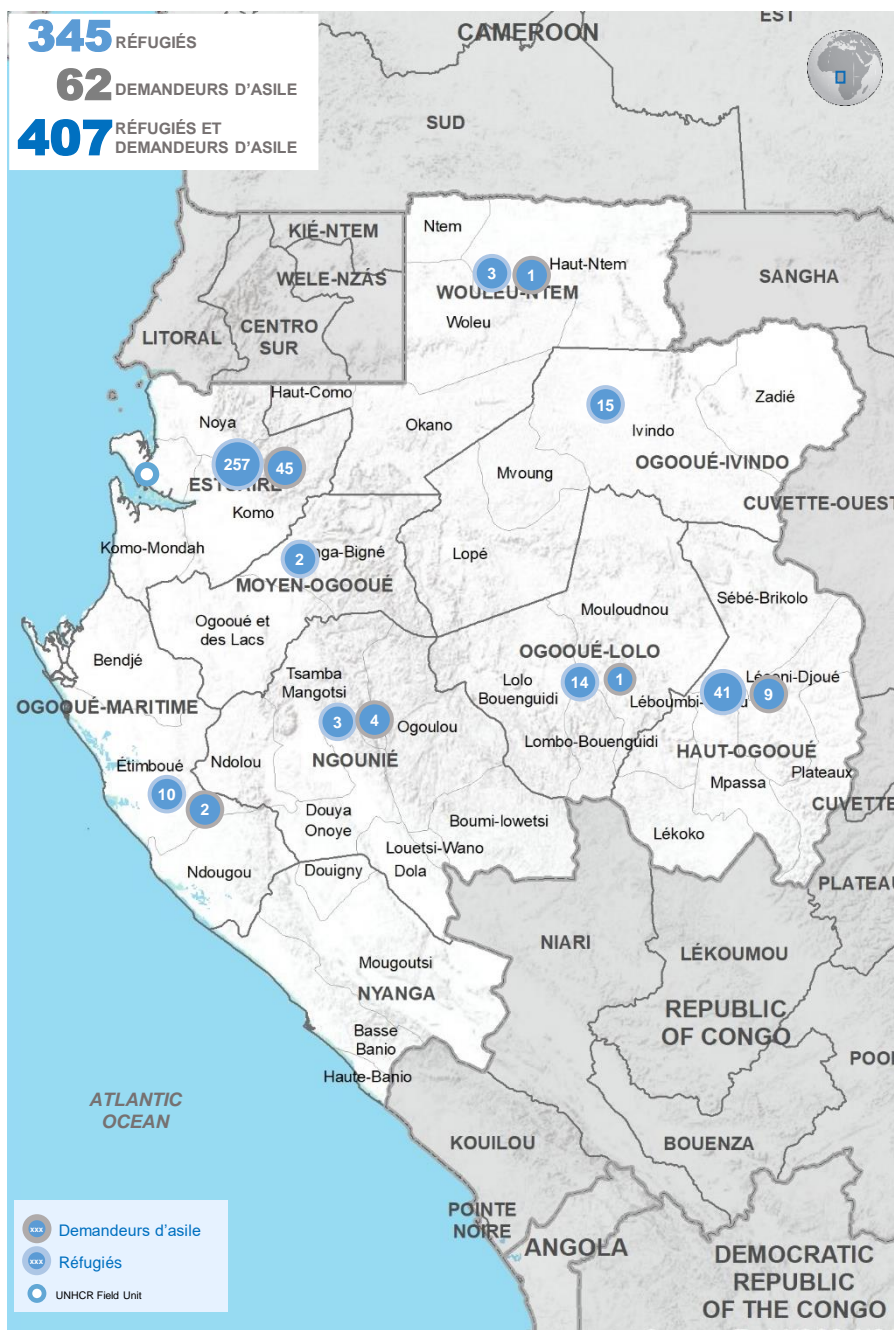 345 RÉFUGIÉS
62 DEMANDEURS D'ASILE
407 RÉFUGIÉS ET
DEMANDEURS D'ASILE
EST
CAMEROON
SUD
KIÉ-NTEM
Ntem
Haut-Ntem
WELE-NZÁS
3
1
SANGHA
WOULEU-NTEM
LITORAL
CENTRO
SUR
Woleu
Haut-Como
Zadié
Noya
Okano
15
Ivindo
OGOOUÉ-IVINDO
257
45
Mvoung
Komo
CUVETTE-OUEST
Komo-Mondah
2
Lopé
MOYEN-OGOOUÉ
Sébé-Brikolo
Mouloudnou
Ogooué et
des Lacs
OGOOUÉ-LOLO
Bendjé
Tsamba
Mangotsi
Lolo
Bouenguidi
14
1
41
9
OGOOUÉ-MARITIME
3
4
Ogoulou
Lombo-Bouenguidi
HAUT-OGOOUÉ
NGOUNIÉ
Étimboué
Ndolou
Plateaux
Mpassa
10
2
CUVETTE
Douya
Onoye
Boumi-lowetsi
Lékoko
Louetsi-Wano
Ndougou
Douigny
Dola
NIARI
LÉKOUMOU
Mougoutsi
NYANGA
REPUBLIC
OF CONGO
Basse
Banio
Haute-Banio
ATLANTIC
OCEAN
KOUILOU
BOUENZA
POINTE
NOIRE
ANGOLA
DEMOCRATIC
REPUBLIC
OF THE CONGO
xxx Demandeurs d'asile
xxx Réfugiés
UNHCR Field Unit